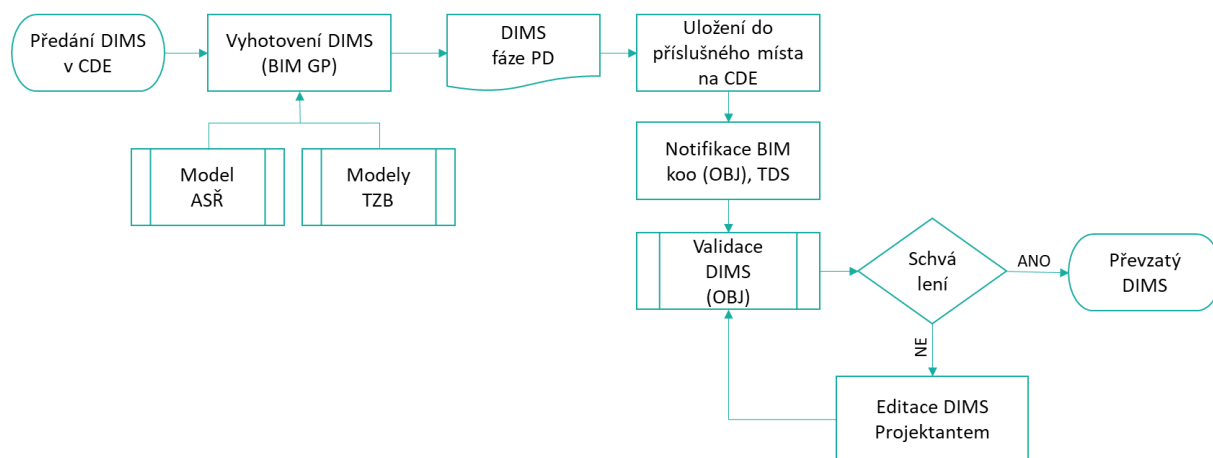 Předání DIMS
v CDE
Vyhotovení DIMS
(BIM GP)
DIMS
fáze PD
Uložení do
příslušného místa
na CDE
Model
ASŘ
Modely
TZB
Notifikace BIM
koo (OBJ), TDS
Validace
DIMS
(OBJ)
Schvá
lení
ANO
Převzatý
DIMS
NE
Editace DIMS
Projektantem